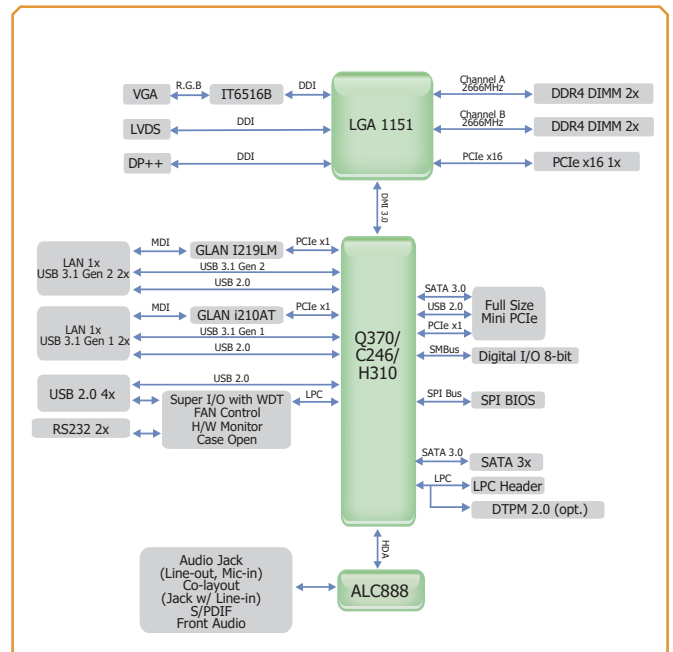 VGA
R.G.B
IT6516B
DDI
LGA 1151
Channel A
2666MHz
DDR4 DIMM 2x
LVDS
DDI
Channel B
2666MHz
DDR4 DIMM 2x
DP++
DDI
PCIe x16
PCIe x16 1x
DMI 3.0
LAN 1x
USB 3.1 Gen 2 2x
MDI
GLAN I219LM
PCIe x1
USB 3.1 Gen 2
USB 2.0
LAN 1x
USB 3.1 Gen 1 2x
MDI
GLAN i210AT
PCIe x1
USB 3.1 Gen 1
USB 2.0
Q370/
C246/
H310
SATA 3.0
USB 2.0
PCIe x1
Full Size
Mini PCIe
SMBus
Digital I/O 8-bit
USB 2.0 4x
USB 2.0
Super I/O with WDT
FAN Control
H/W Monitor
Case Open
LPC
RS232 2x
SPI Bus
SPI BIOS
SATA 3.0
SATA 3x
LPC
LPC Header
DTPM 2.0 (opt.)
HDA
Audio Jack
(Line-out, Mic-in)
Co-layout
(Jack w/ Line-in)
S/PDIF
Front Audio
ALC888